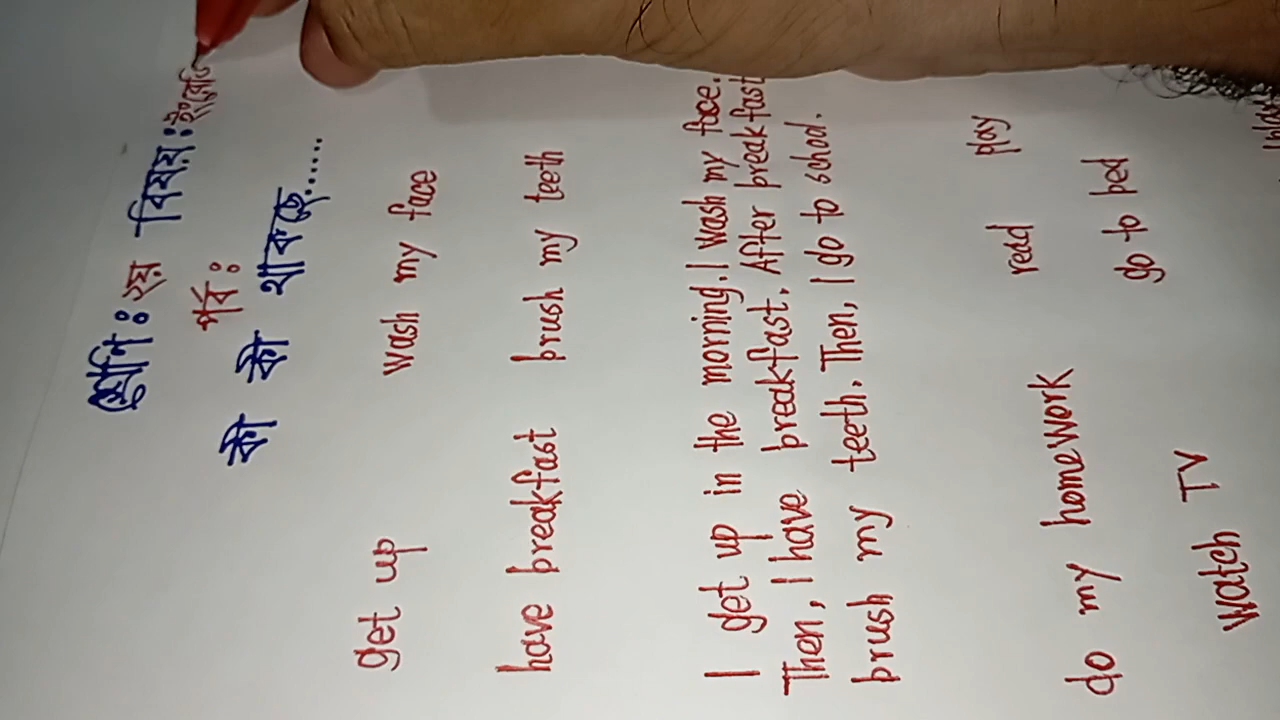 শ্রেণি : ২য় বিষয় : ইংরেজি
পর্ব :
কী কী থাকছে......
get up wash my face
have breakfast brush my teeth
I get up in the morning. I wash my face.
Then, I have breakfast. After breakfast
brush my teeth. Then, I go to school.
read play
do my homework go to bed
watch TV